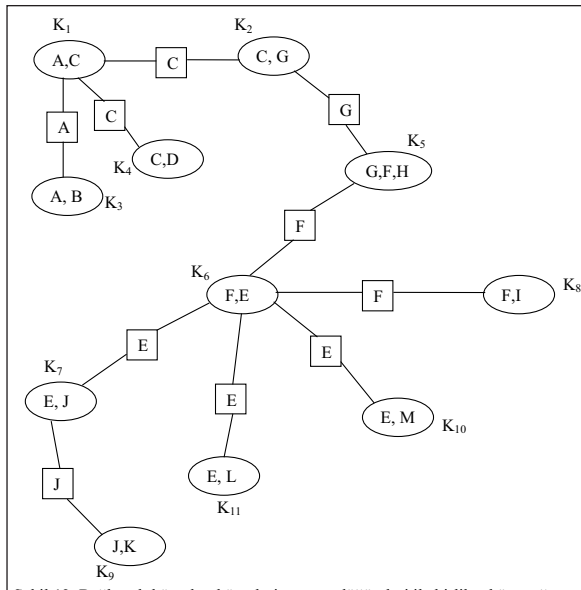 K1
K2
A,C
C
C, G
A
C
G
K4
C,D
K5
G,F,H
A, B
K3
F
K6
F,E
F
F,I
K8
E
E
K7
E, J
E
E, M
K10
J
E, L
K11
J,K
K9